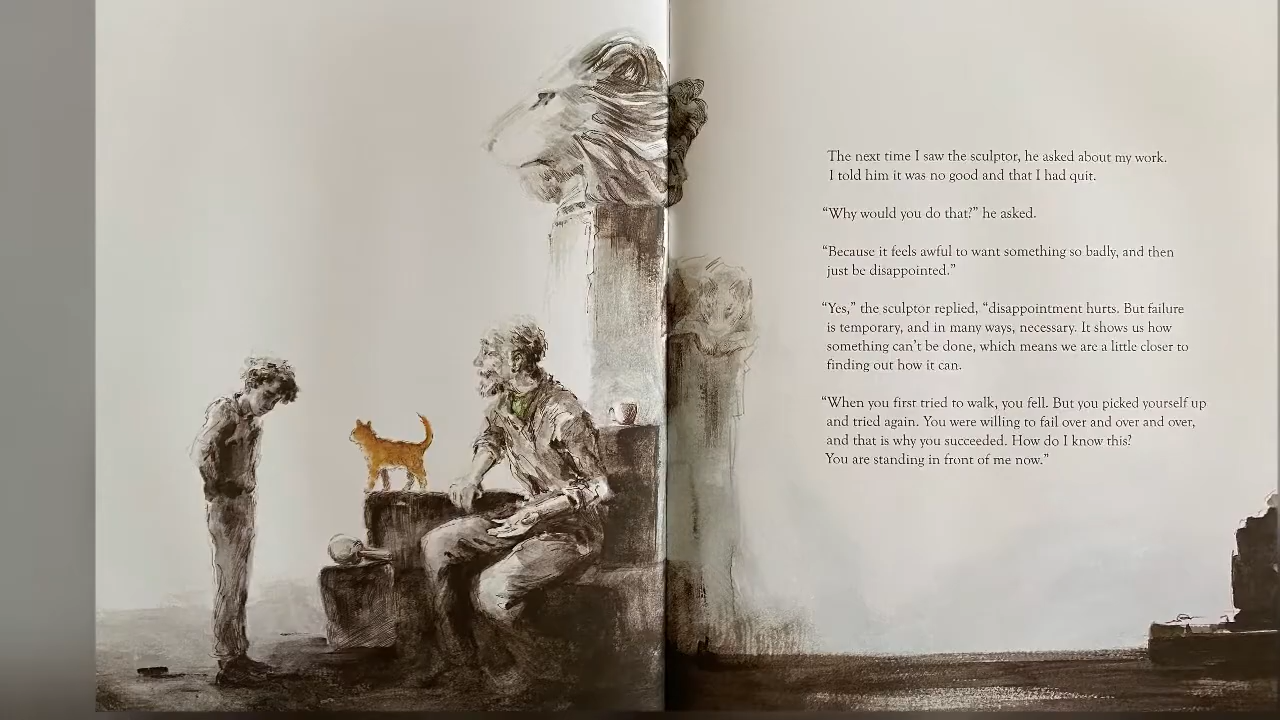 The next time I saw the sculptor, he asked about my work.
I told him it was no good and that I had quit.
“Why would you do that?” he asked.
“Because it feels awful to want something so badly, and then
just be disappointed.”
“Yes,” the sculptor replied, “disappointment hurts. But failure
is temporary, and in many ways, necessary. It shows us how
something can’t be done, which means we are a little closer to
finding out how it can.
“When you first tried to walk, you fell. But you picked yourself up
and tried again. You were willing to fail over and over and over,
and that is why you succeeded. How do I know this?
You are standing in front of me now.”